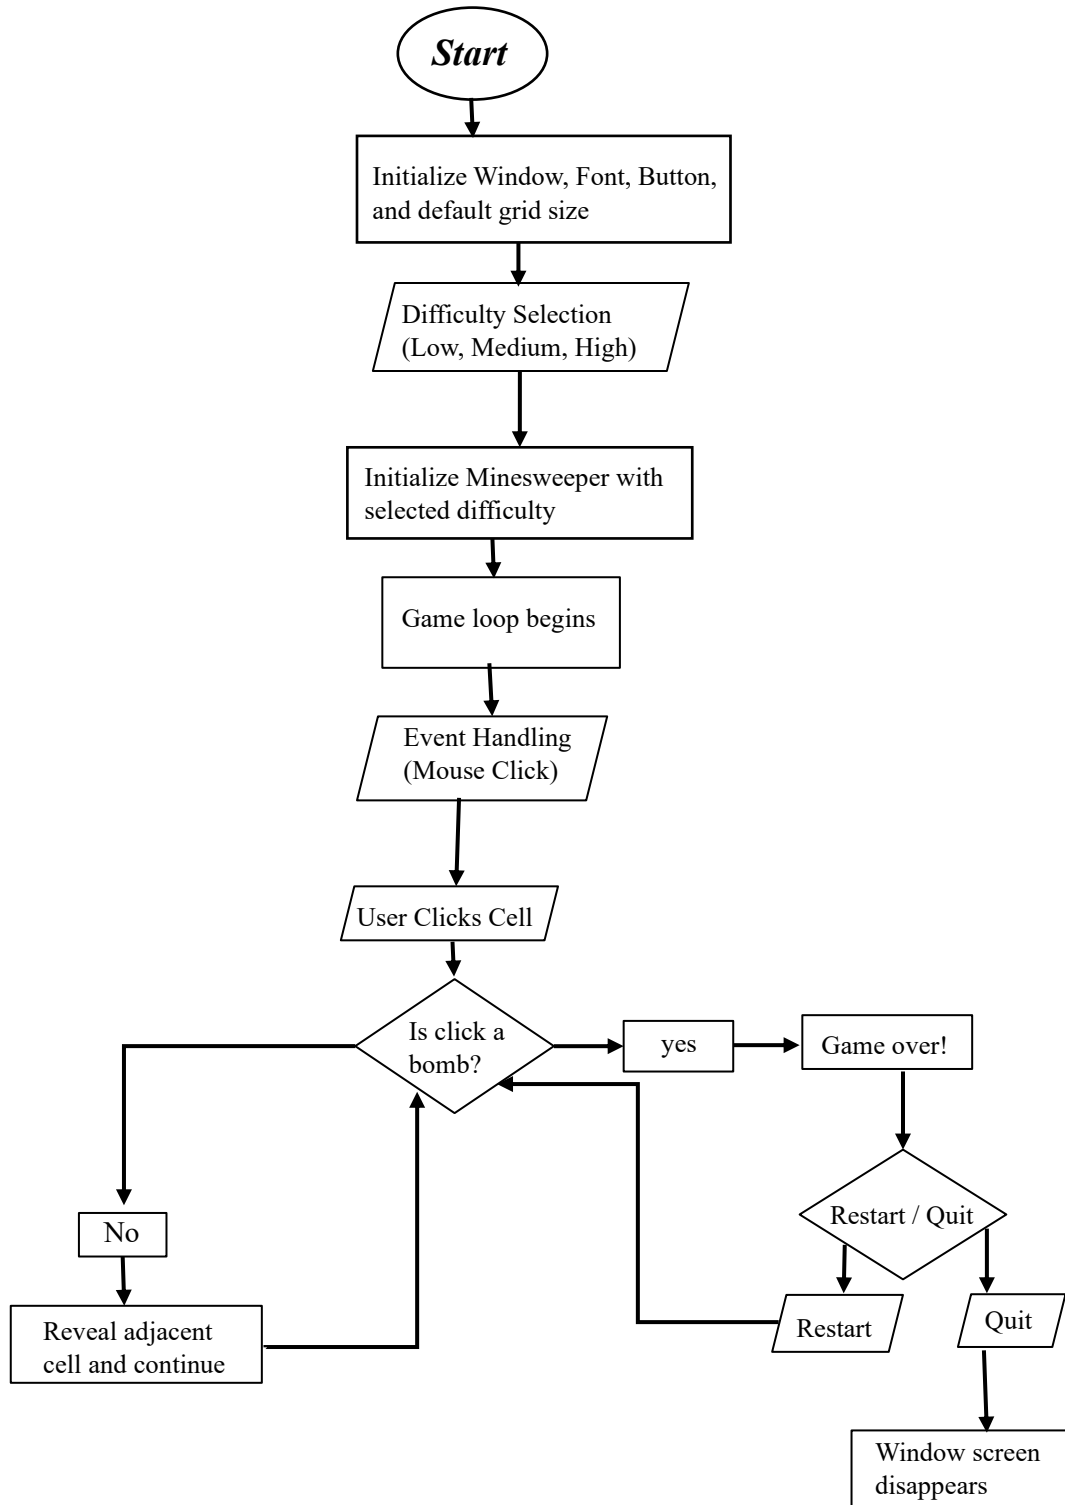 Start
Initialize Window, Font, Button,
and default grid size
Difficulty Selection
(Low, Medium, High)
Initialize Minesweeper with
selected difficulty
Game loop begins
Event Handling
(Mouse Click)
User Clicks Cell
Is click a
bomb?
yes
Game over!
No
Reveal adjacent
cell and continue
Restart / Quit
Restart
Quit
Window screen
disappears